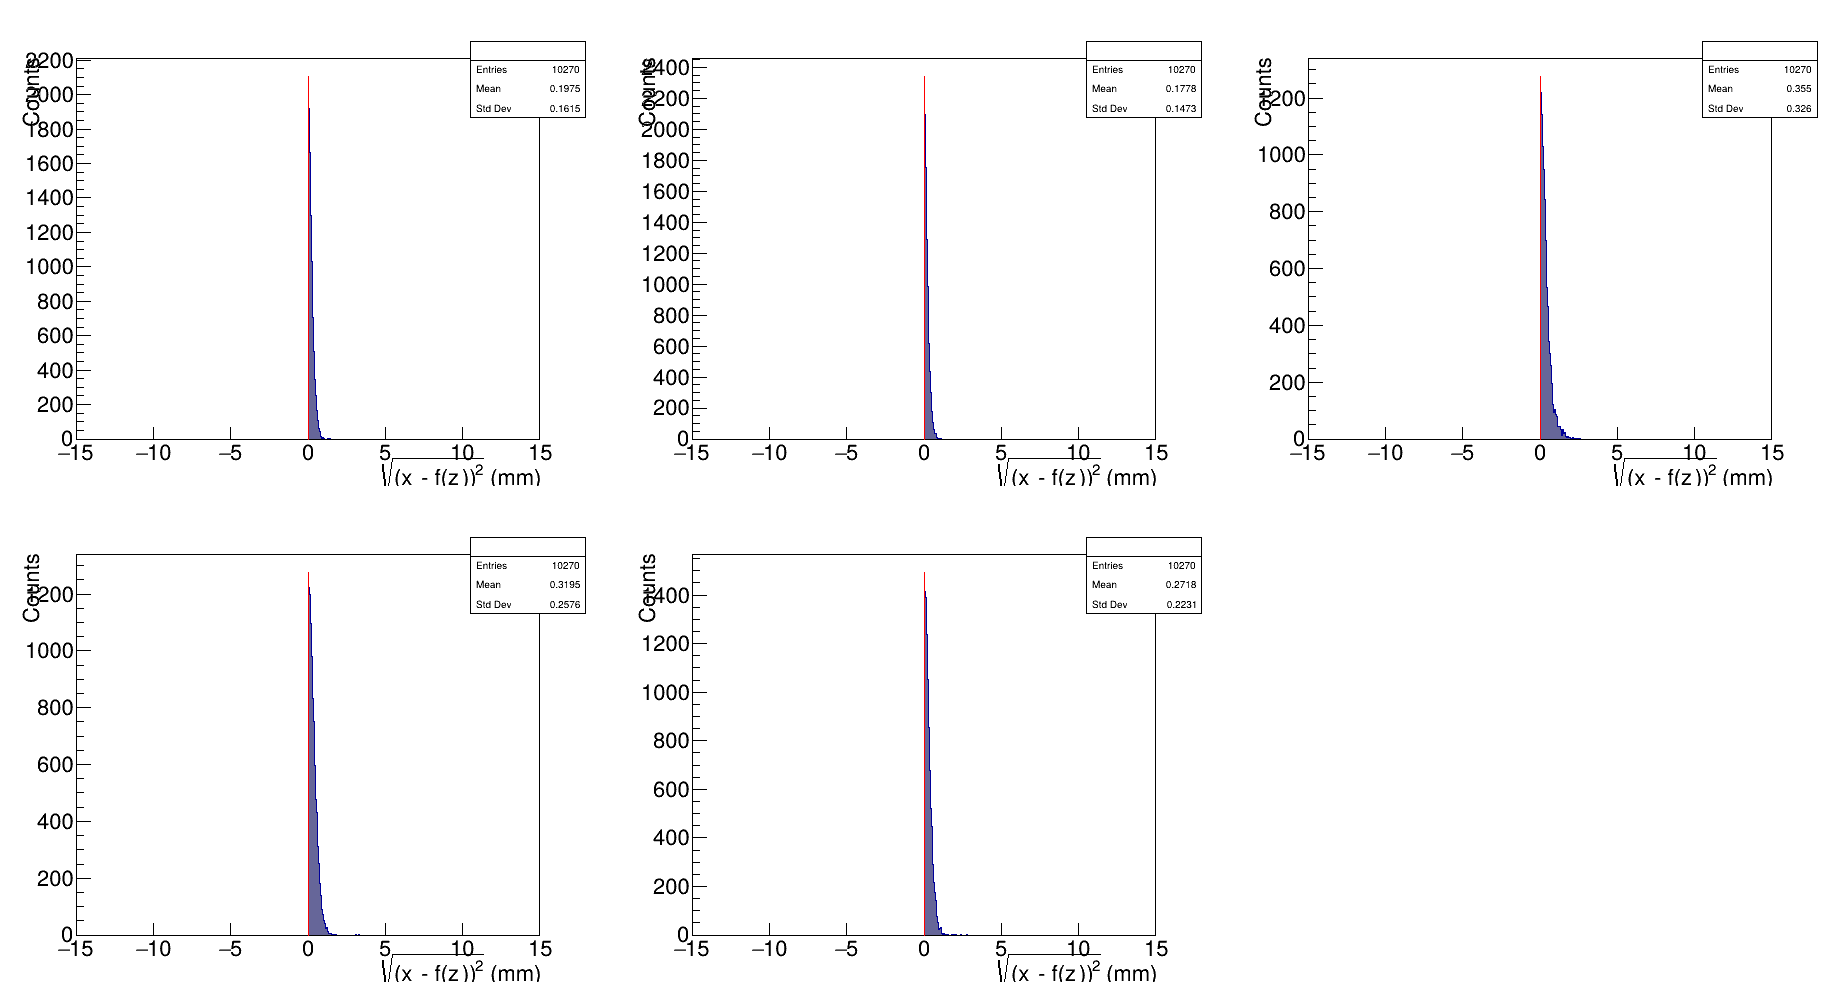 Counts
2200
2000
1800
1600
1400
1200
1000
800
600
400
200
0
−15 −10 −5 0 5 10 15
√(x - f(z))² (mm)
Entries 10270
Mean 0.1975
Std Dev 0.1615
Counts
2400
2200
2000
1800
1600
1400
1200
1000
800
600
400
200
0
−15 −10 −5 0 5 10 15
√(x - f(z))² (mm)
Entries 10270
Mean 0.1778
Std Dev 0.1473
Counts
1200
1000
800
600
400
200
0
−15 −10 −5 0 5 10 15
√(x - f(z))² (mm)
Entries 10270
Mean 0.355
Std Dev 0.326
Counts
1200
1000
800
600
400
200
0
−15 −10 −5 0 5 10 15
√(x - f(z))² (mm)
Entries 10270
Mean 0.3195
Std Dev 0.2576
Counts
1400
1200
1000
800
600
400
200
0
−15 −10 −5 0 5 10 15
√(x - f(z))² (mm)
Entries 10270
Mean 0.2718
Std Dev 0.2231